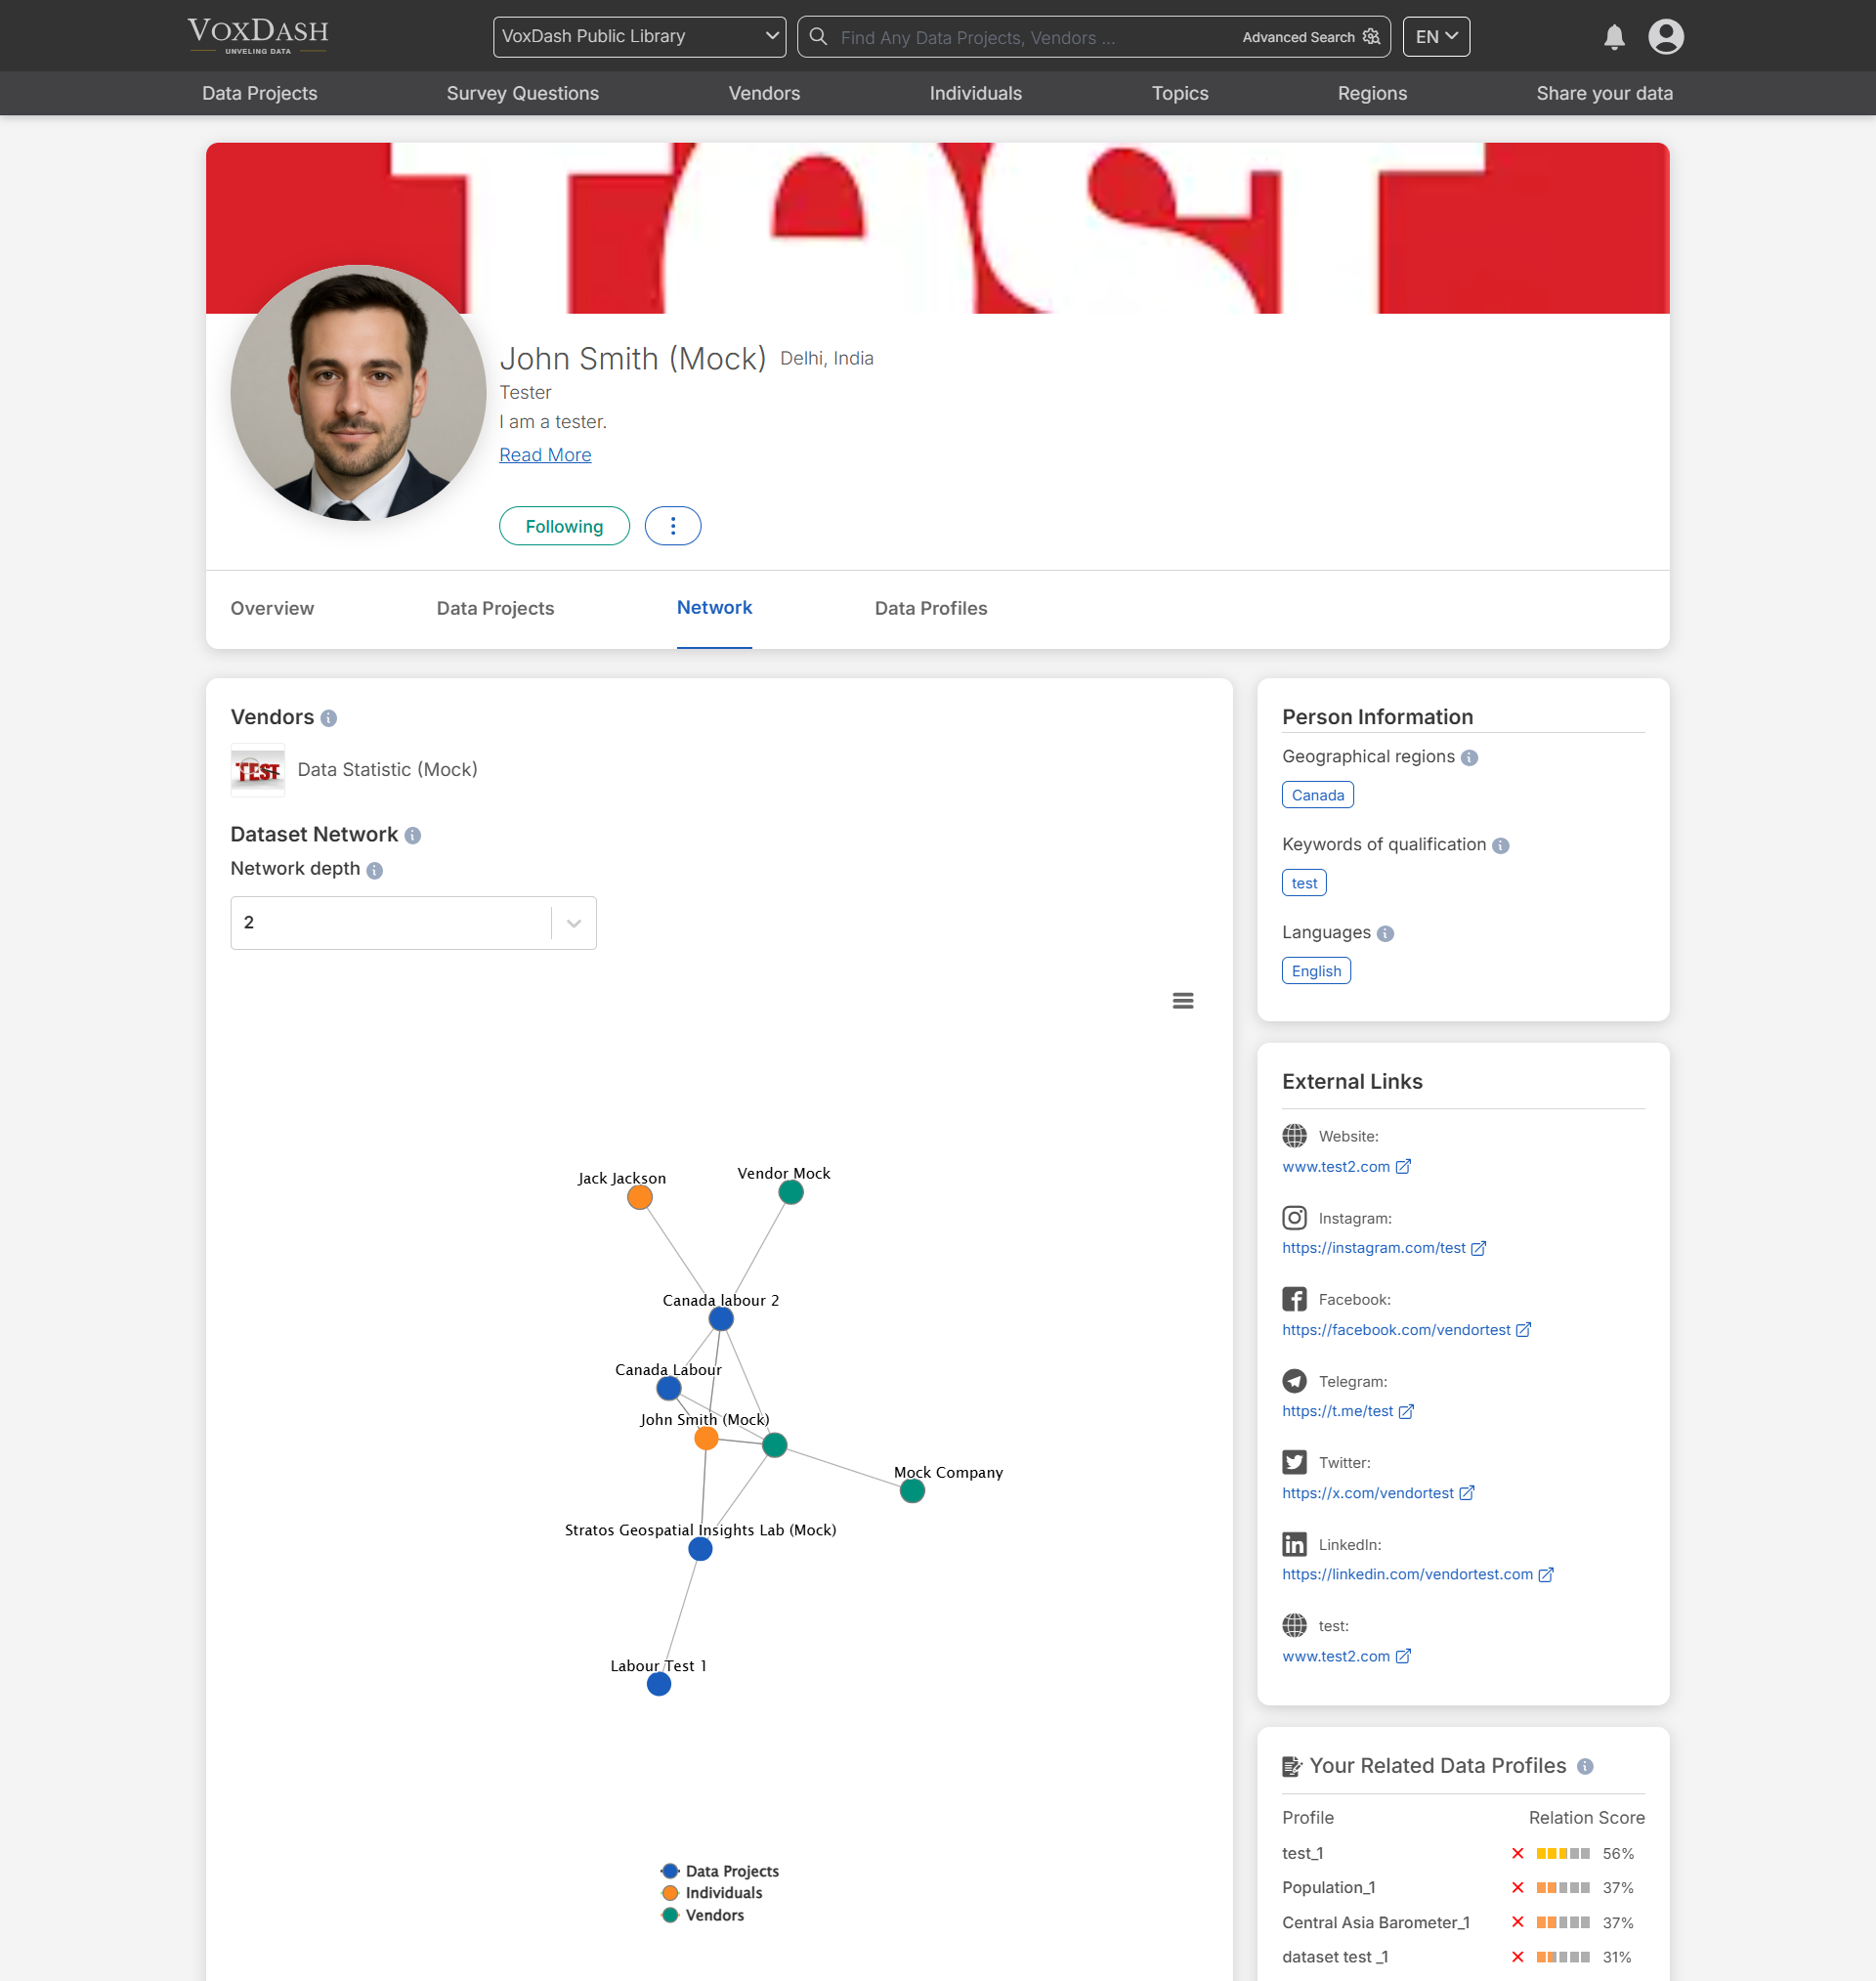 VOXDASH
UNVELING DATA
VoxDash Public Library
Find Any Data Projects, Vendors ...
Advanced Search
EN
Data Projects
Survey Questions
Vendors
Individuals
Topics
Regions
Share your data
TEST
John Smith (Mock) Delhi, India
Tester
I am a tester.
Read More
Following
Overview
Data Projects
Network
Data Profiles
Vendors
TEST
Data Statistic (Mock)
Dataset Network
Network depth
2
Jack Jackson
Vendor Mock
Canada labour 2
Canada Labour
John Smith (Mock)
Mock Company
Stratos Geospatial Insights Lab (Mock)
Labour Test 1
Data Projects
Individuals
Vendors
Person Information
Geographical regions
Canada
Keywords of qualification
test
Languages
English
External Links
Website:
www.test2.com
Instagram:
https://instagram.com/test
Facebook:
https://facebook.com/vendortest
Telegram:
https://t.me/test
Twitter:
https://x.com/vendortest
LinkedIn:
https://linkedin.com/vendortest.com
test:
www.test2.com
Your Related Data Profiles
Profile Relation Score
test_1 56%
Population_1 37%
Central Asia Barometer_1 37%
dataset test _1 31%